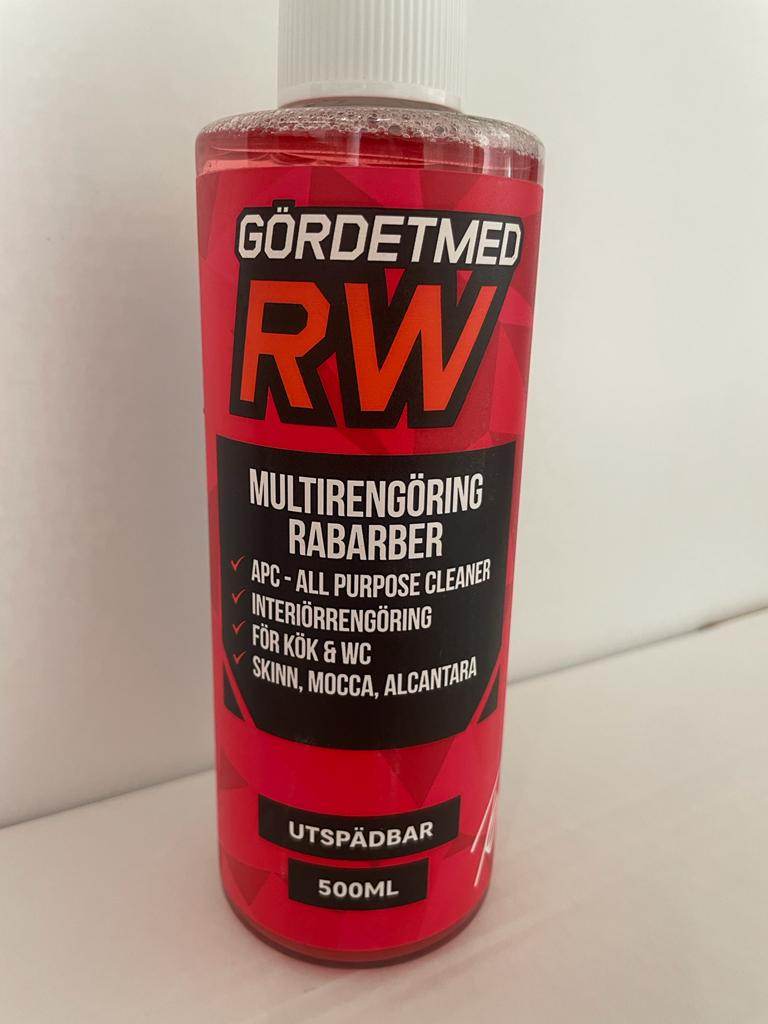 GÖRDETMED
RW
MULTIRENGÖRING
RABARBER
APC - ALL PURPOSE CLEANER
INTERIÖRRENGÖRING
FÖR KÖK & WC
SKINN, MOCCA, ALCANTARA
UTSPÄDBAR
500ML